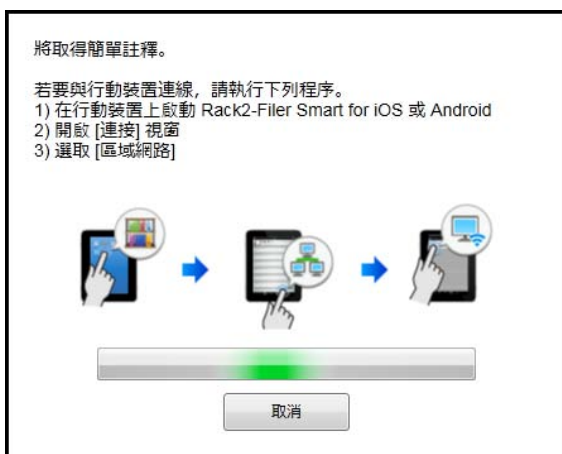 將取得簡單註釋。
若要與行動裝置連線，請執行下列程序。
1) 在行動裝置上啟動 Rack2-Filer Smart for iOS 或 Android
2) 開啟 [連接] 視窗
3) 選取 [區域網路]
取消